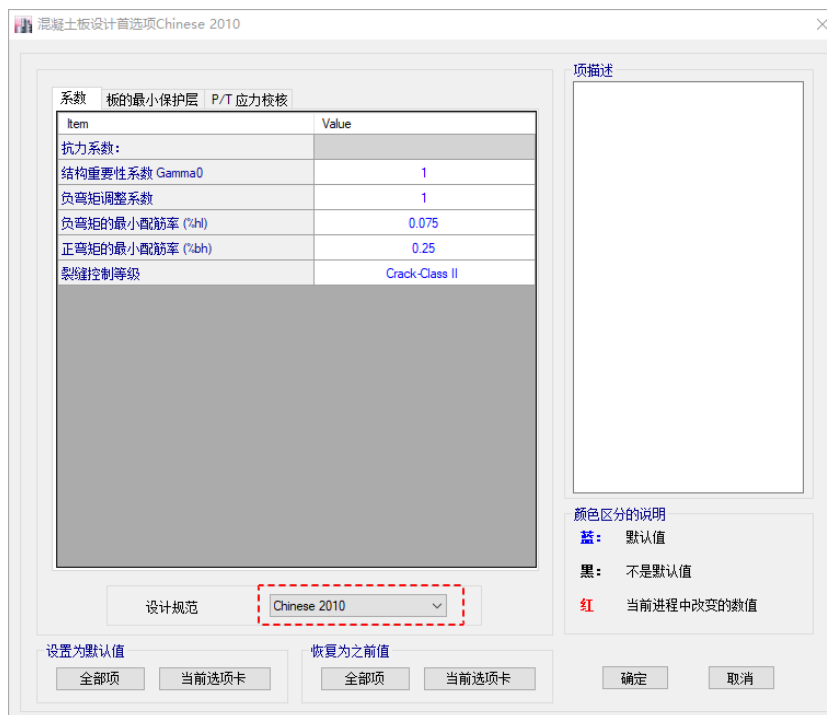 混凝土板设计首选项Chinese 2010
项描述
系数 板的最小保护层 P/T 应力校核
Item Value
抗力系数:
结构重要性系数 Gamma0 1
负弯矩调整系数 1
负弯矩的最小配筋率 (%hl) 0.075
正弯矩的最小配筋率 (%bh) 0.25
裂缝控制等级 Crack-Class II
颜色区分的说明
蓝: 默认值
黑: 不是默认值
红 当前进程中改变的数值
设计规范 Chinese 2010
设置为默认值 恢复为之前值
全部项 当前选项卡 全部项 当前选项卡 确定 取消